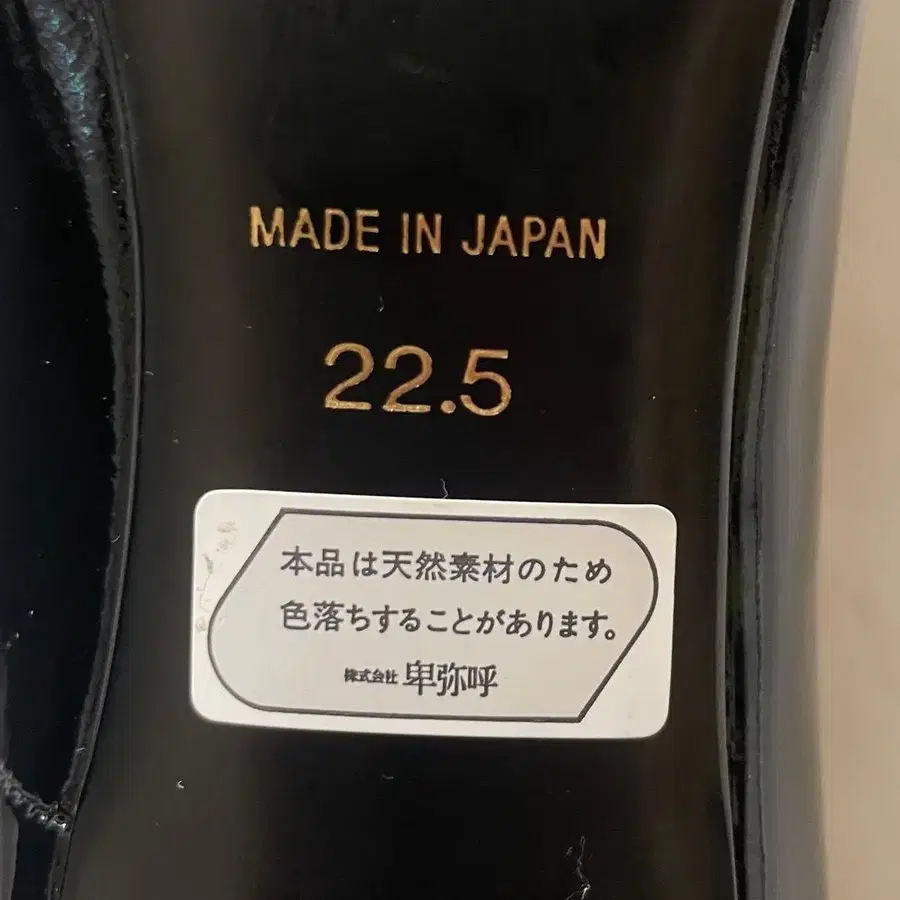 MADE IN JAPAN
22.5
本品は天然素材のため
色落ちすることがあります。
株式会社 卑弥呼